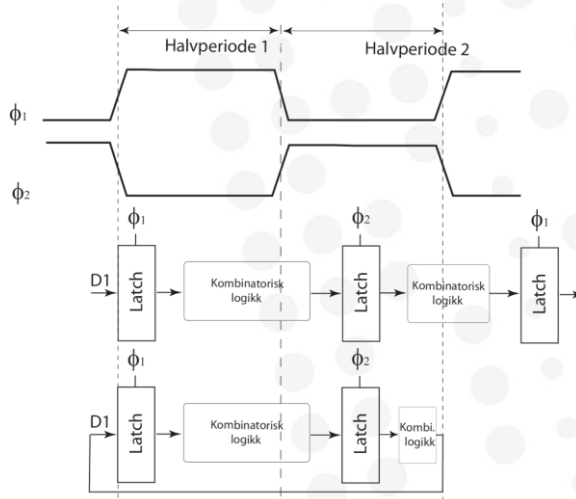 Halvperiode 1
Halvperiode 2
ϕ1
ϕ2
ϕ1
ϕ2
ϕ1
D1
Latch
Kombinatorisk
logikk
Latch
Kombinatorisk
logikk
Latch
ϕ1
ϕ2
D1
Latch
Kombinatorisk
logikk
Latch
Kombi.
logikk